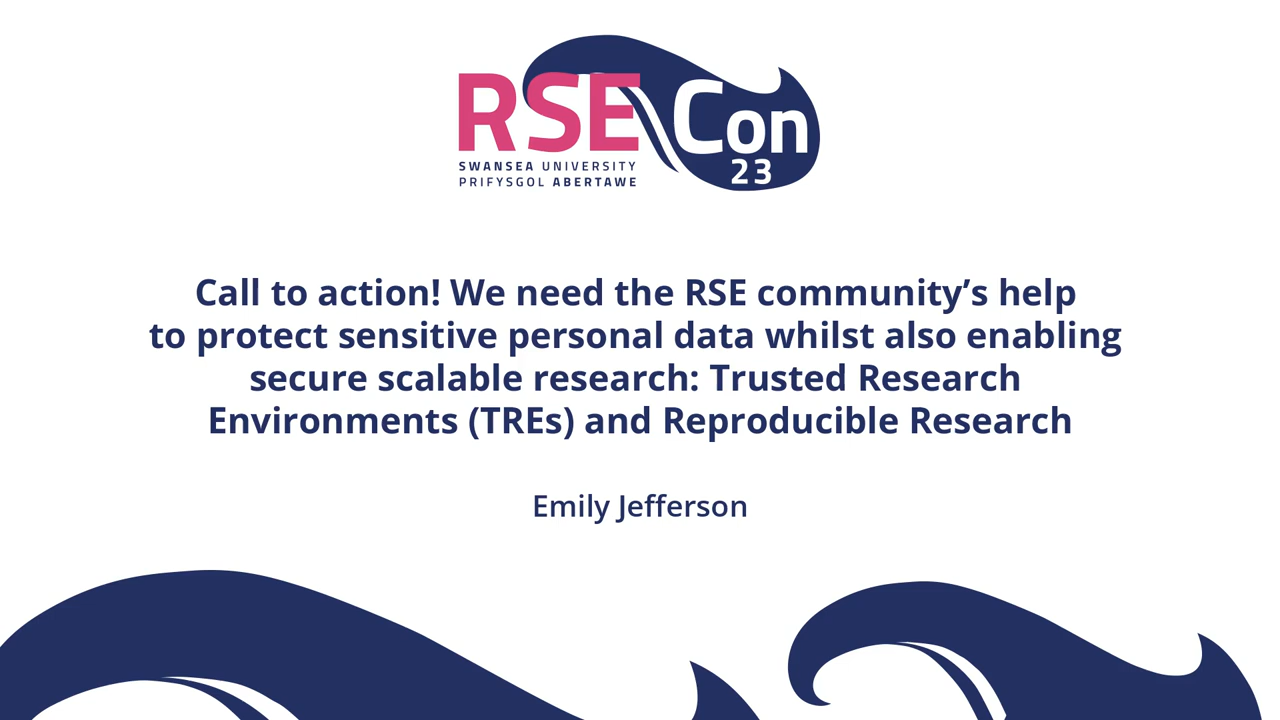 RSE Con
23
SWANSEA UNIVERSITY
PRIFYSGOL ABERTAWE
Call to action! We need the RSE community’s help
to protect sensitive personal data whilst also enabling
secure scalable research: Trusted Research
Environments (TREs) and Reproducible Research
Emily Jefferson